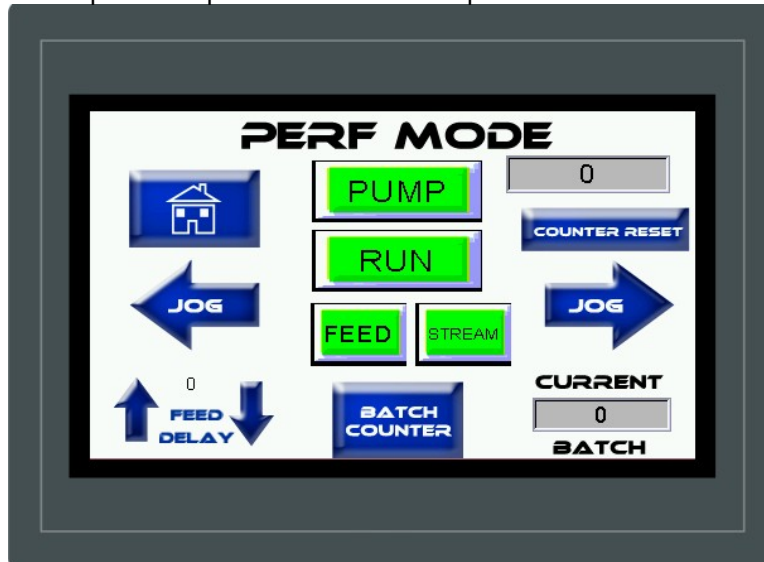 PERF MODE
PUMP
0
COUNTER RESET
RUN
JOG
JOG
FEED
STREAM
0
FEED
DELAY
BATCH
COUNTER
CURRENT
0
BATCH